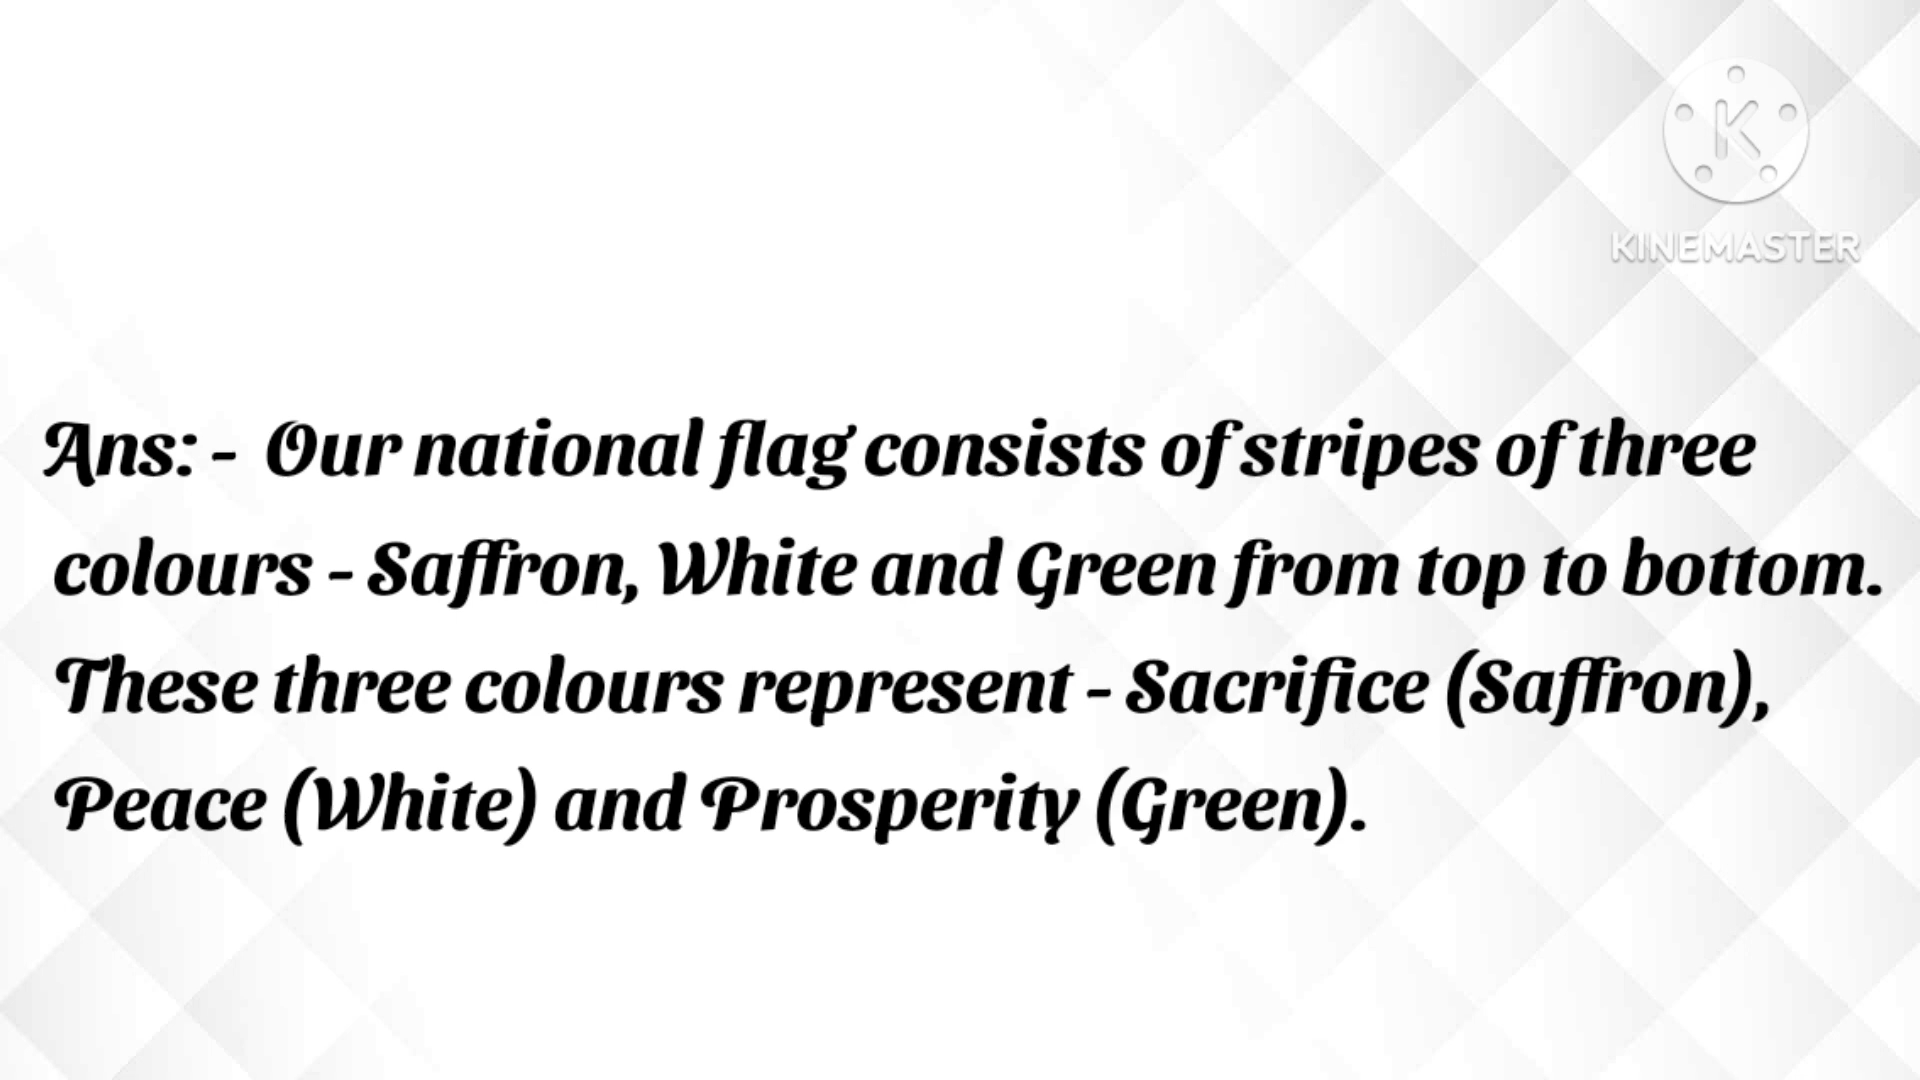 KINEMASTER
Ans: - Our national flag consists of stripes of three
colours - Saffron, White and Green from top to bottom.
These three colours represent - Sacrifice (Saffron),
Peace (White) and Prosperity (Green).